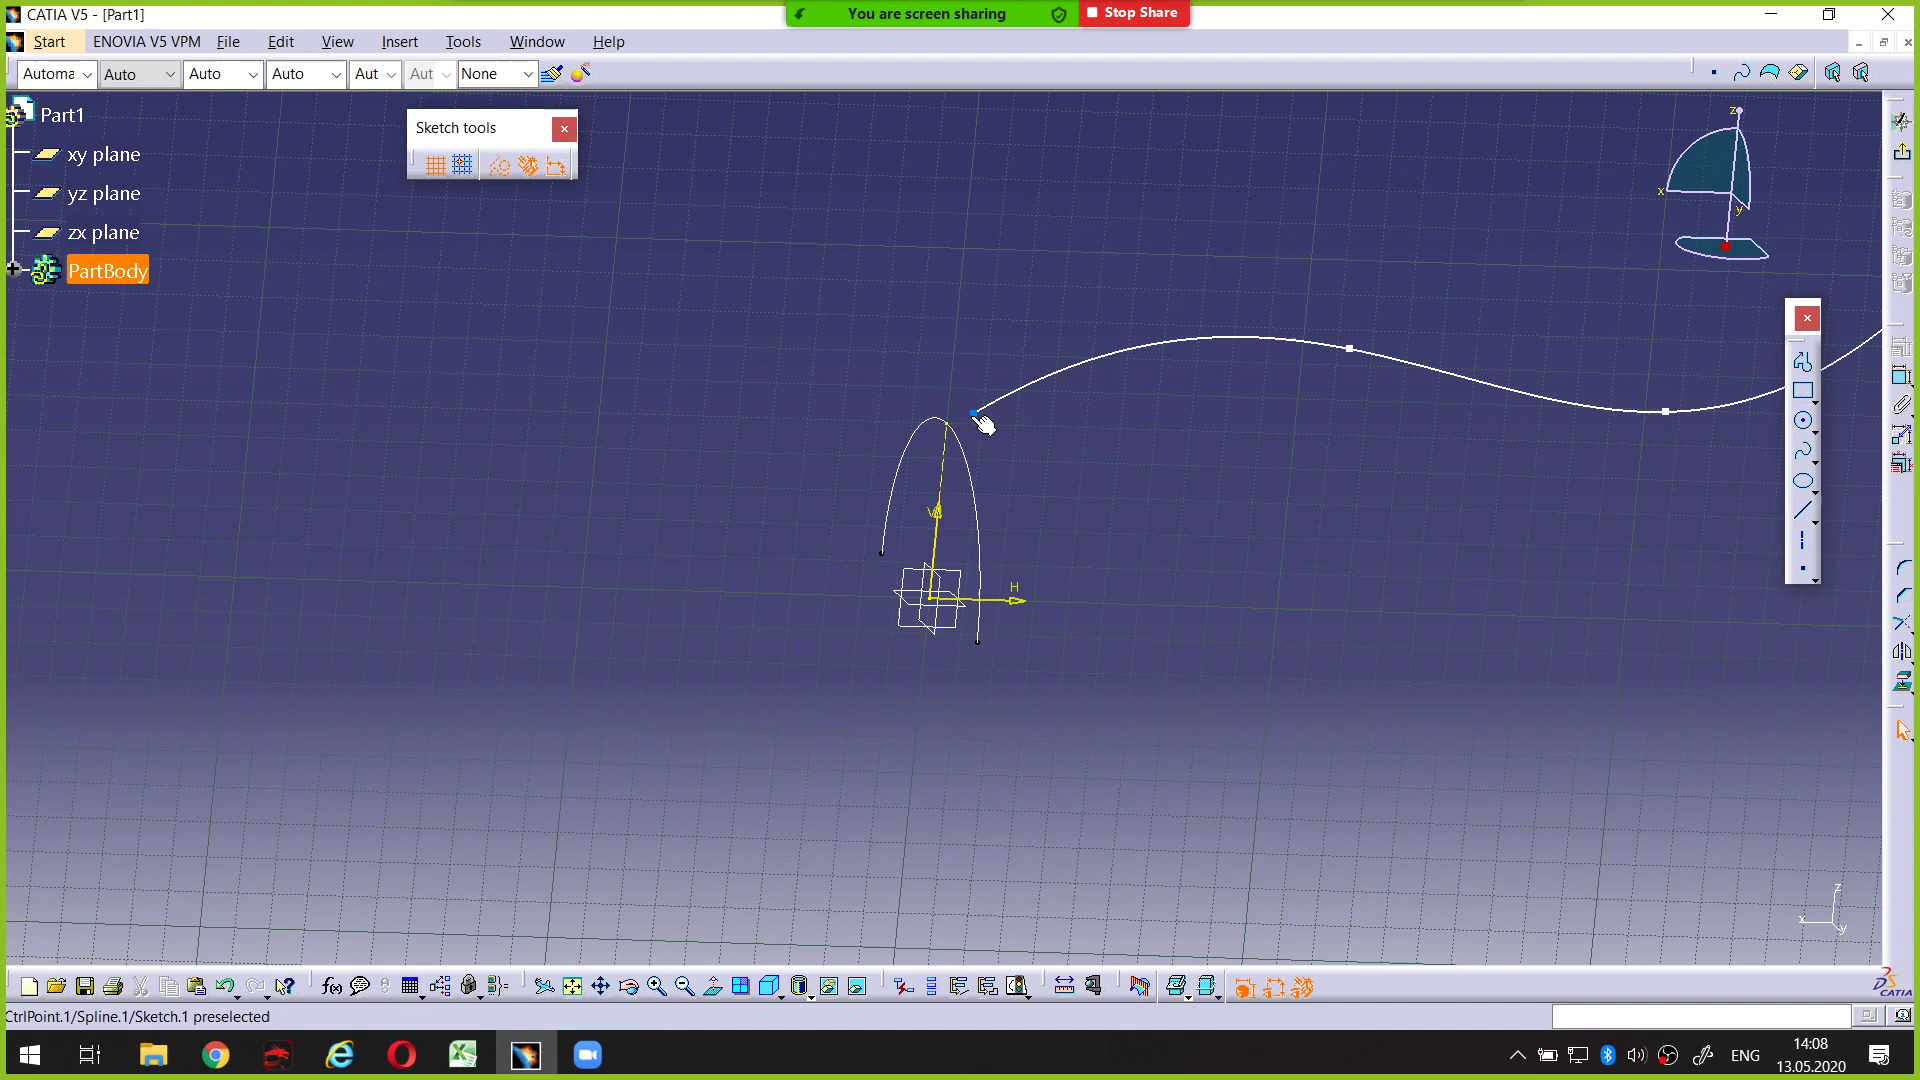 CATIA V5 - [Part1]
You are screen sharing
Stop Share
Start ENOVIA V5 VPM File Edit View Insert Tools Window Help
Automa Auto Auto Auto Aut Aut None
Part1
xy plane
yz plane
zx plane
PartBody
Sketch tools
z
x
y
V
H
z
x
y
f(x)
CATIA
CtrlPoint.1/Spline.1/Sketch.1 preselected
ENG
14:08
13.05.2020